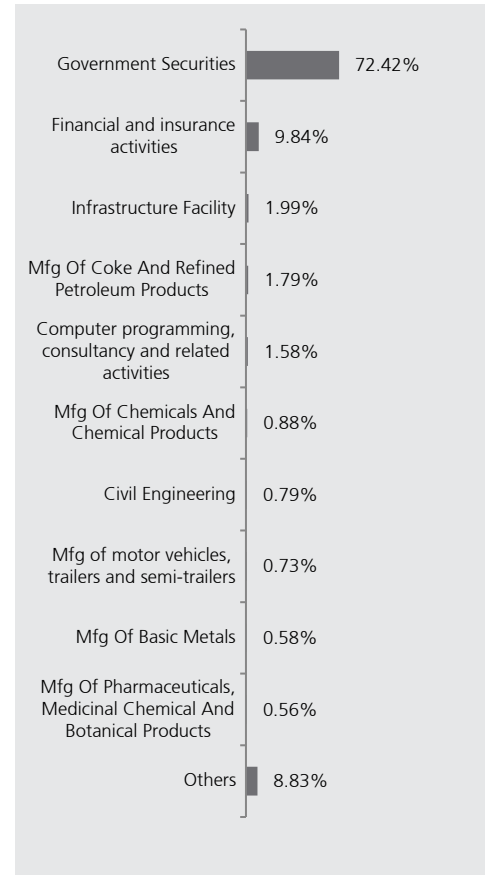 Government Securities 72.42%
Financial and insurance
activities 9.84%
Infrastructure Facility 1.99%
Mfg Of Coke And Refined
Petroleum Products 1.79%
Computer programming,
consultancy and related
activities 1.58%
Mfg Of Chemicals And
Chemical Products 0.88%
Civil Engineering 0.79%
Mfg of motor vehicles,
trailers and semi-trailers 0.73%
Mfg Of Basic Metals 0.58%
Mfg Of Pharmaceuticals,
Medicinal Chemical And
Botanical Products 0.56%
Others 8.83%